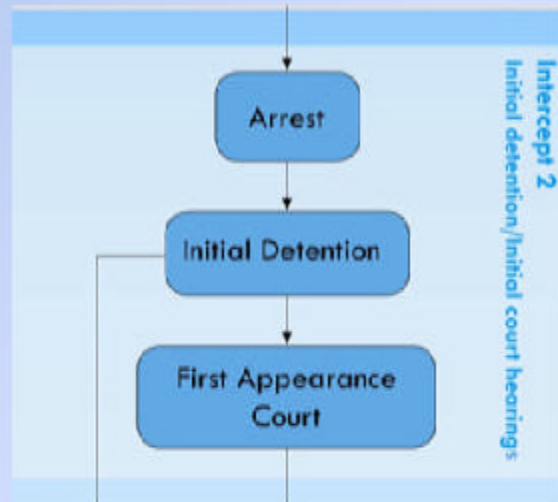 Arrest
Initial Detention
First Appearance
Court
Intercept 2
Initial detention/Initial court hearings